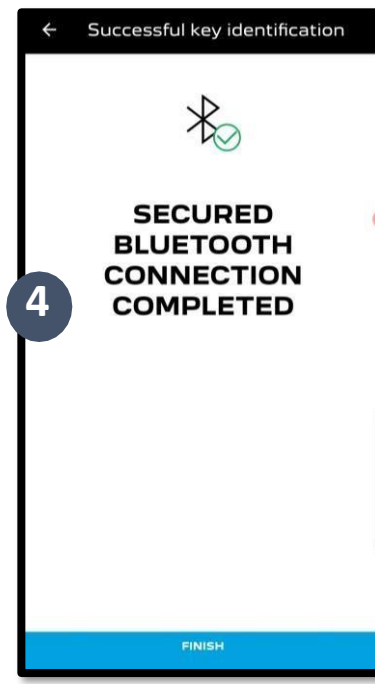 Successful key identification
SECURED
BLUETOOTH
CONNECTION
COMPLETED
4
FINISH